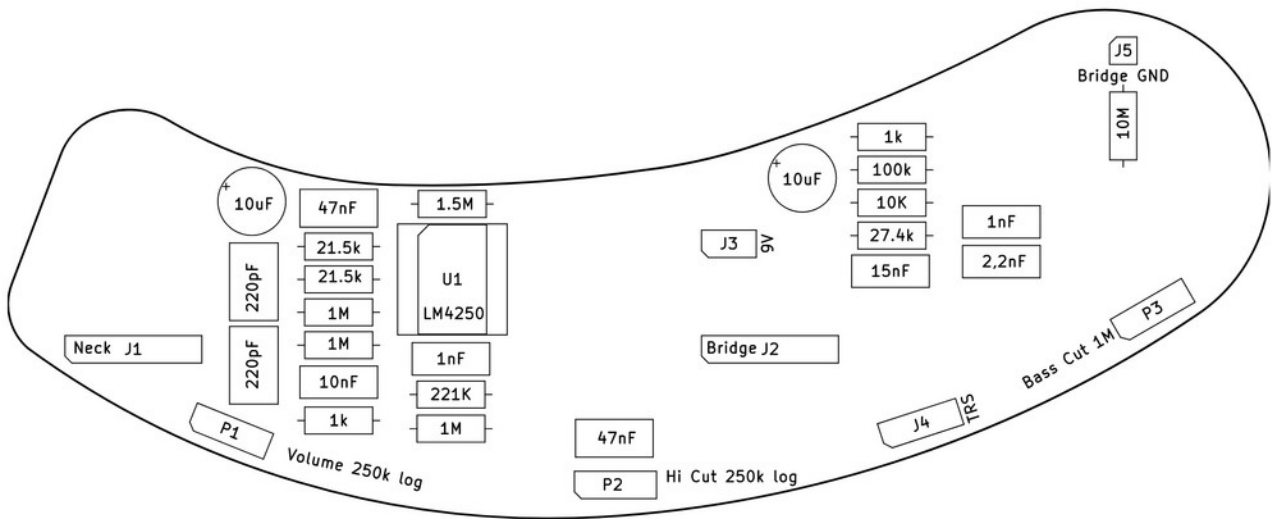 J5
Bridge GND
10M
1k
100k
10K
27.4k
15nF
1nF
2,2nF
+
10uF
J3
9V
+
10uF
47nF
21.5k
21.5k
1M
1M
10nF
1k
220pF
220pF
1.5M
U1
LM4250
1nF
221K
1M
Neck J1
Bridge J2
P1
Volume 250k log
47nF
P2
Hi Cut 250k log
J4
TRS
Bass Cut 1M
P3